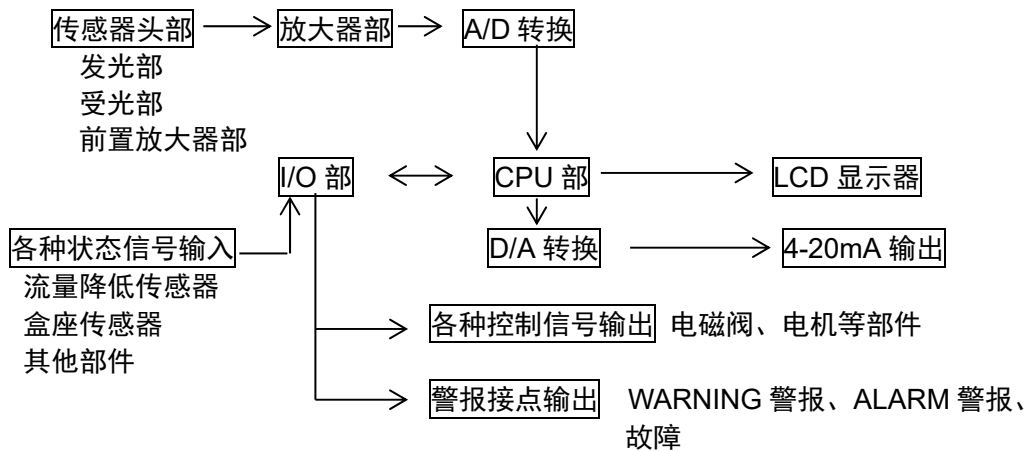 传感器头部 放大器部 A/D 转换
发光部
受光部
前置放大器部
I/O 部 CPU 部 LCD 显示器
各种状态信号输入 D/A 转换 4-20mA 输出
流量降低传感器
盒座传感器
其他部件
各种控制信号输出 电磁阀、电机等部件
警报接点输出 WARNING 警报、ALARM 警报、
故障